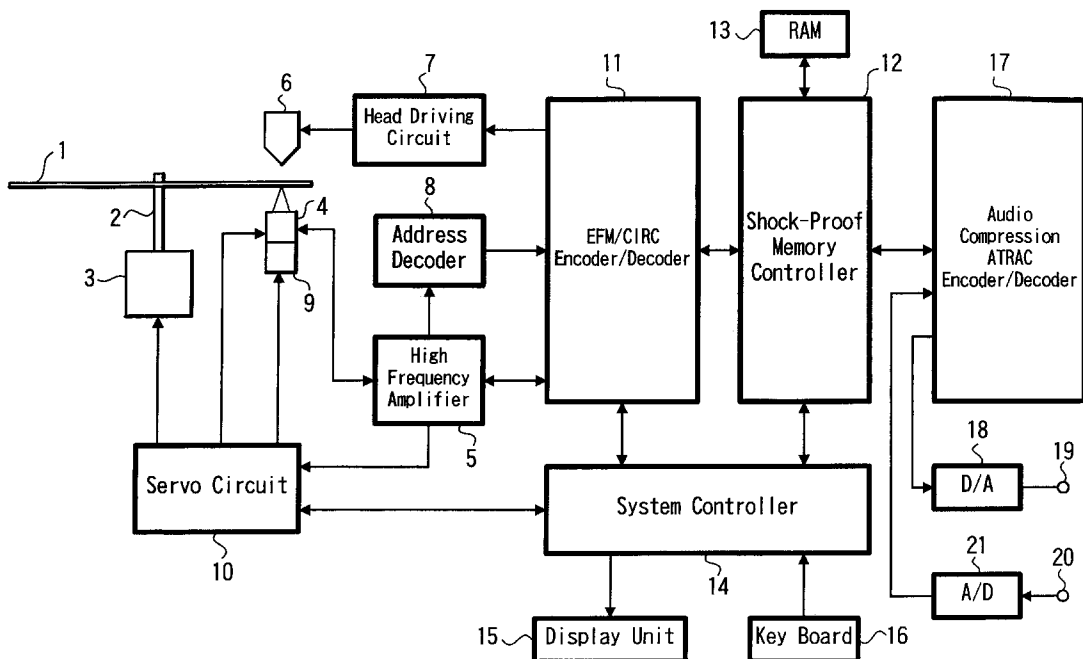 13
RAM
7
11
12
17
6
Head Driving
Circuit
1
2
4
8
Address
Decoder
EFM/CIRC
Encoder/Decoder
Shock-Proof
Memory
Controller
Audio
Compression
ATRAC
Encoder/Decoder
3
9
High
Frequency
Amplifier
5
18
19
Servo Circuit
System Controller
D/A
10
14
21
20
A/D
15
Display Unit
Key Board
16